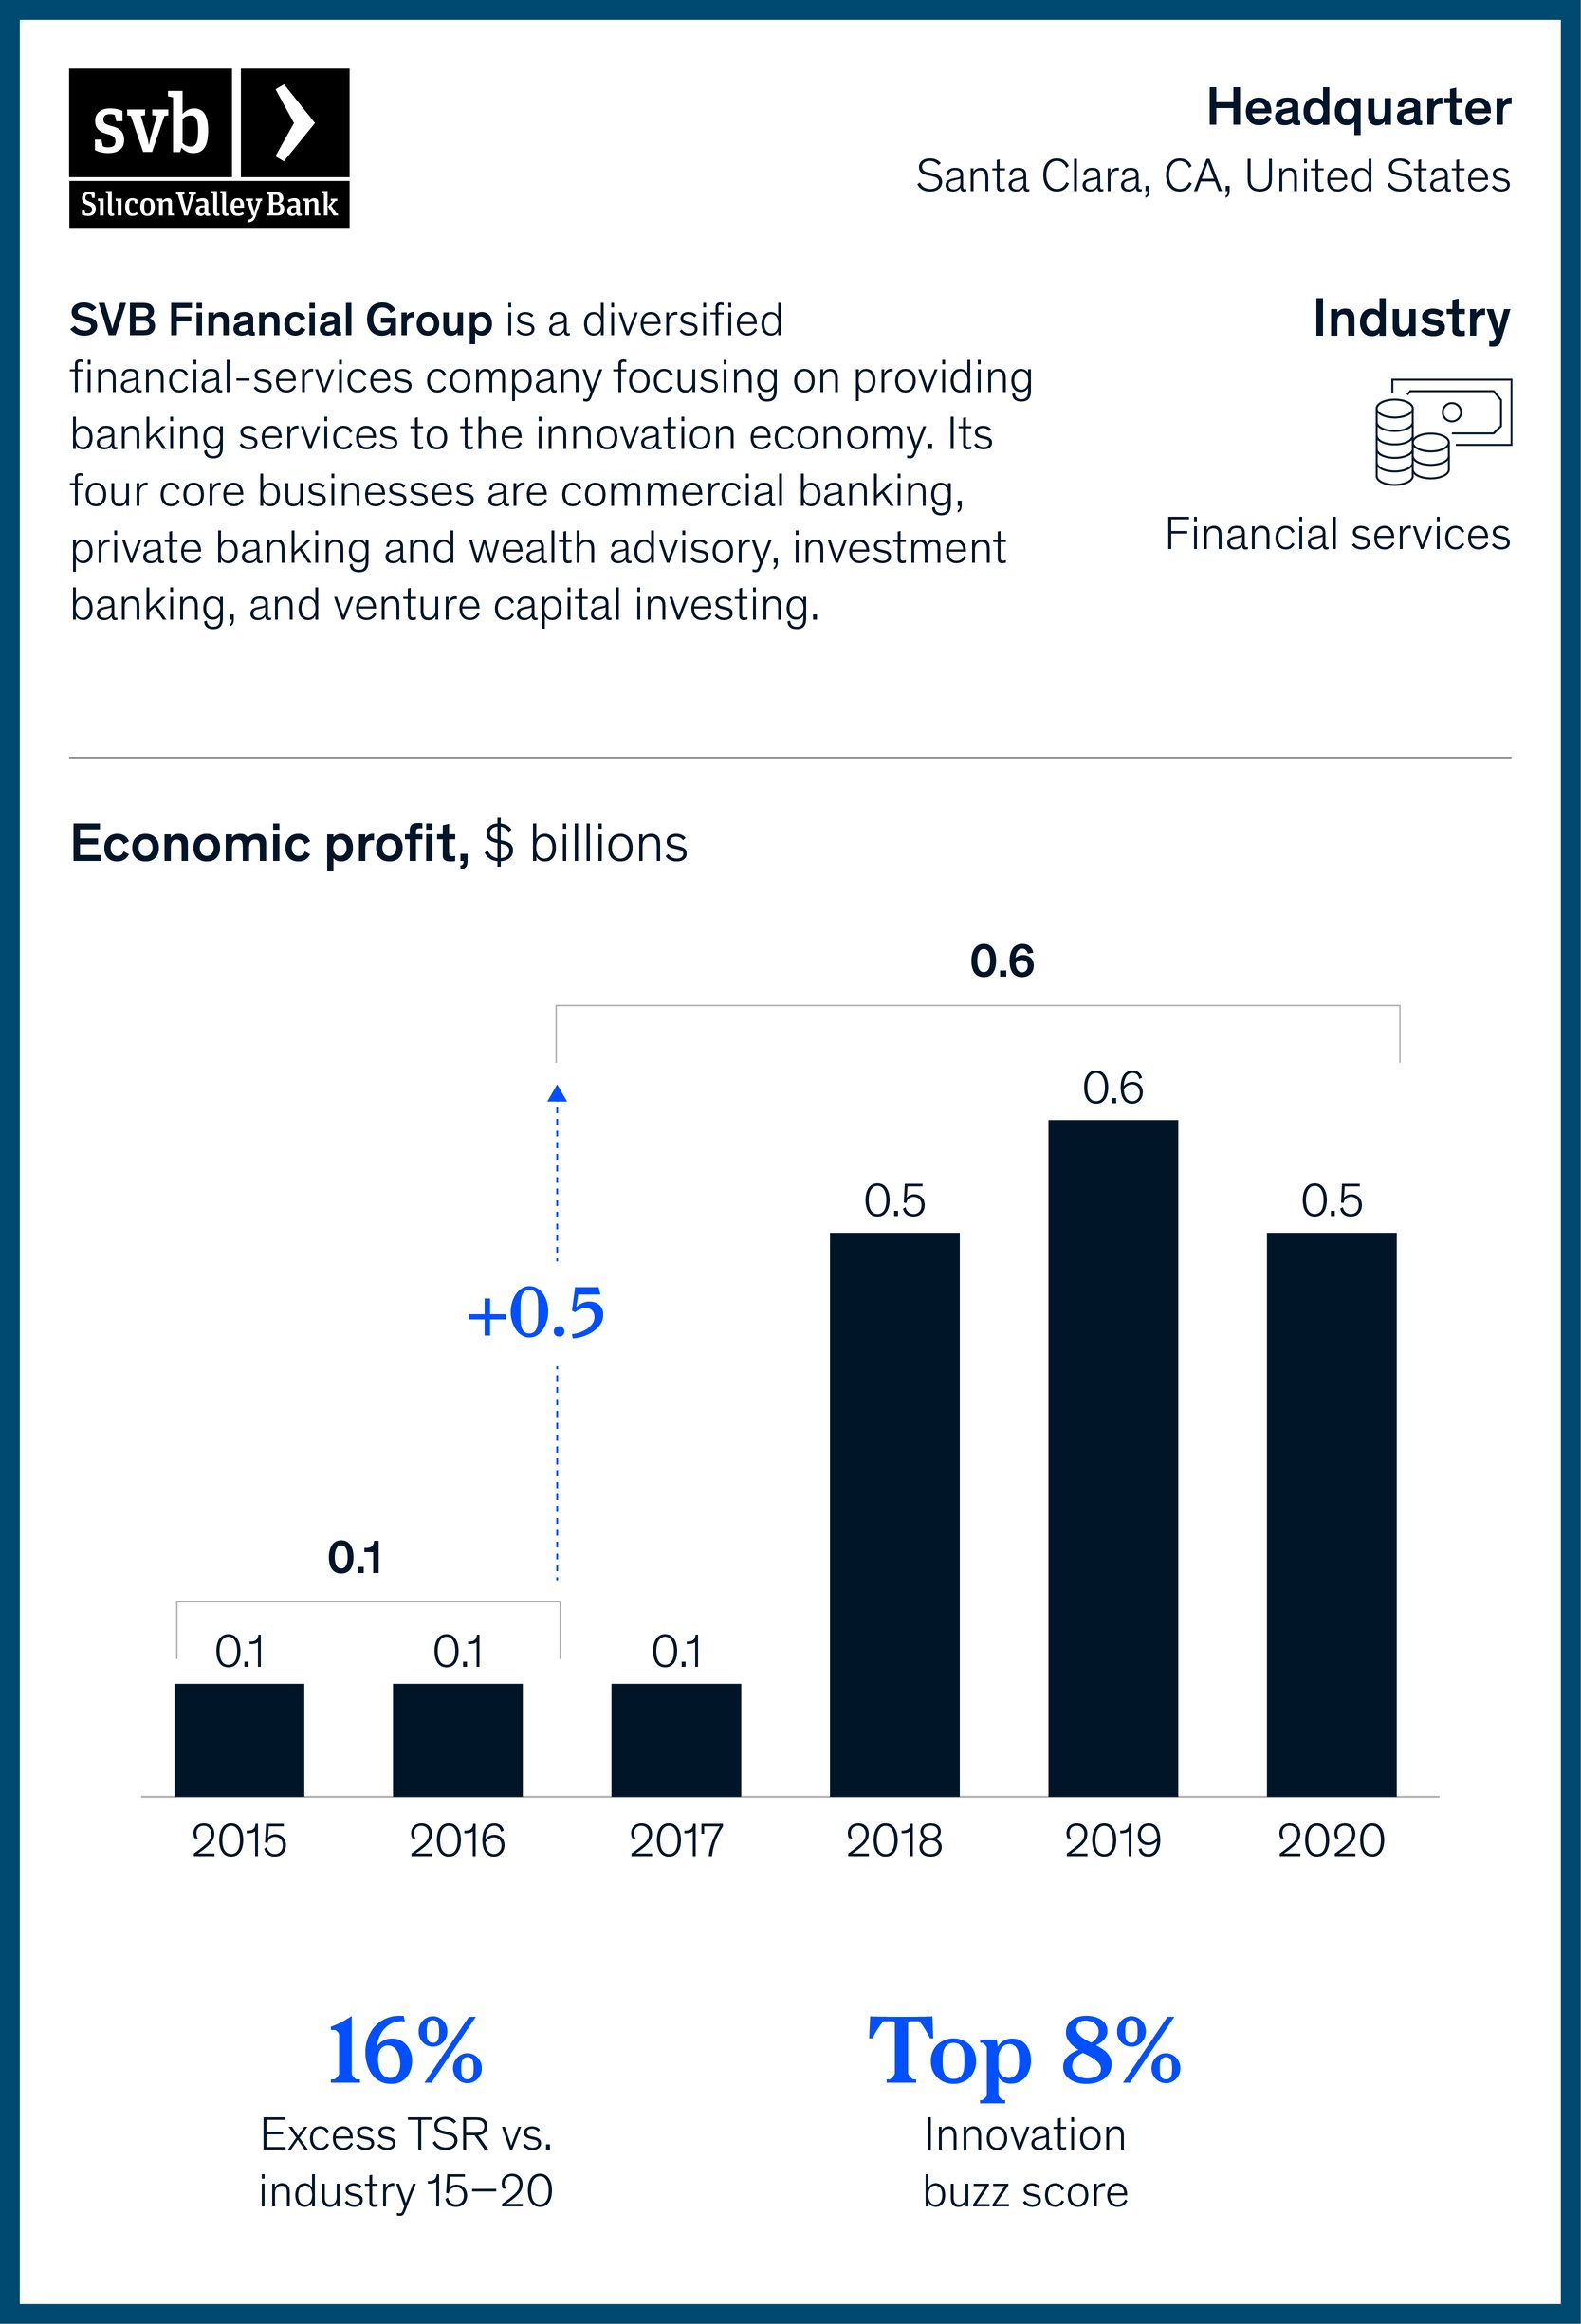 svb
SiliconValleyBank
Headquarter
Santa Clara, CA, United States
SVB Financial Group is a diversified
financial-services company focusing on providing
banking services to the innovation economy. Its
four core businesses are commercial banking,
private banking and wealth advisory, investment
banking, and venture capital investing.
Industry
Financial services
Economic profit, $ billions
0.6
0.6
0.5
0.5
+0.5
0.1
0.1
0.1
0.1
2015
2016
2017
2018
2019
2020
16%
Excess TSR vs.
industry 15–20
Top 8%
Innovation
buzz score